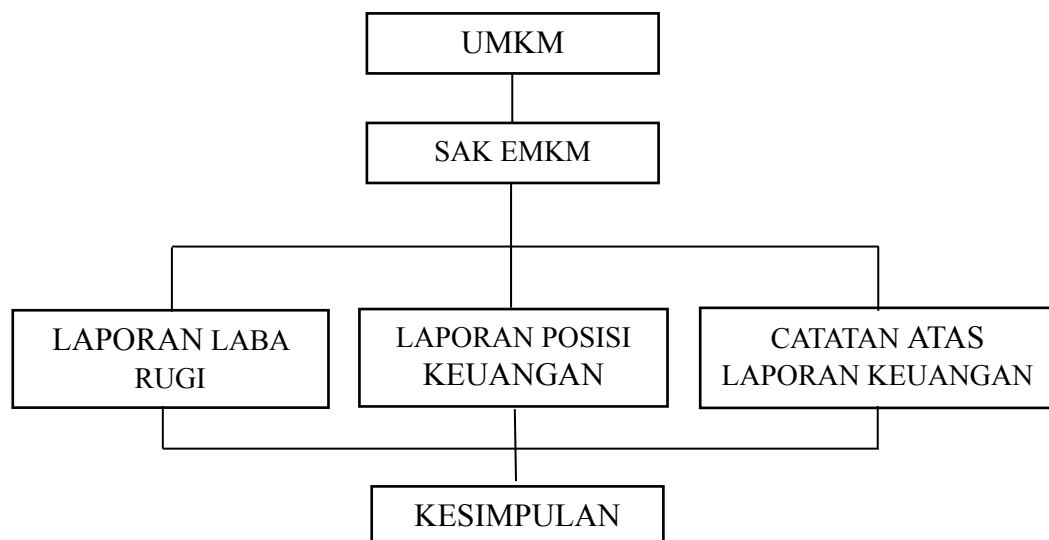 UMKM
SAK EMKM
LAPORAN LABA
RUGI
LAPORAN POSISI
KEUANGAN
CATATAN ATAS
LAPORAN KEUANGAN
KESIMPULAN